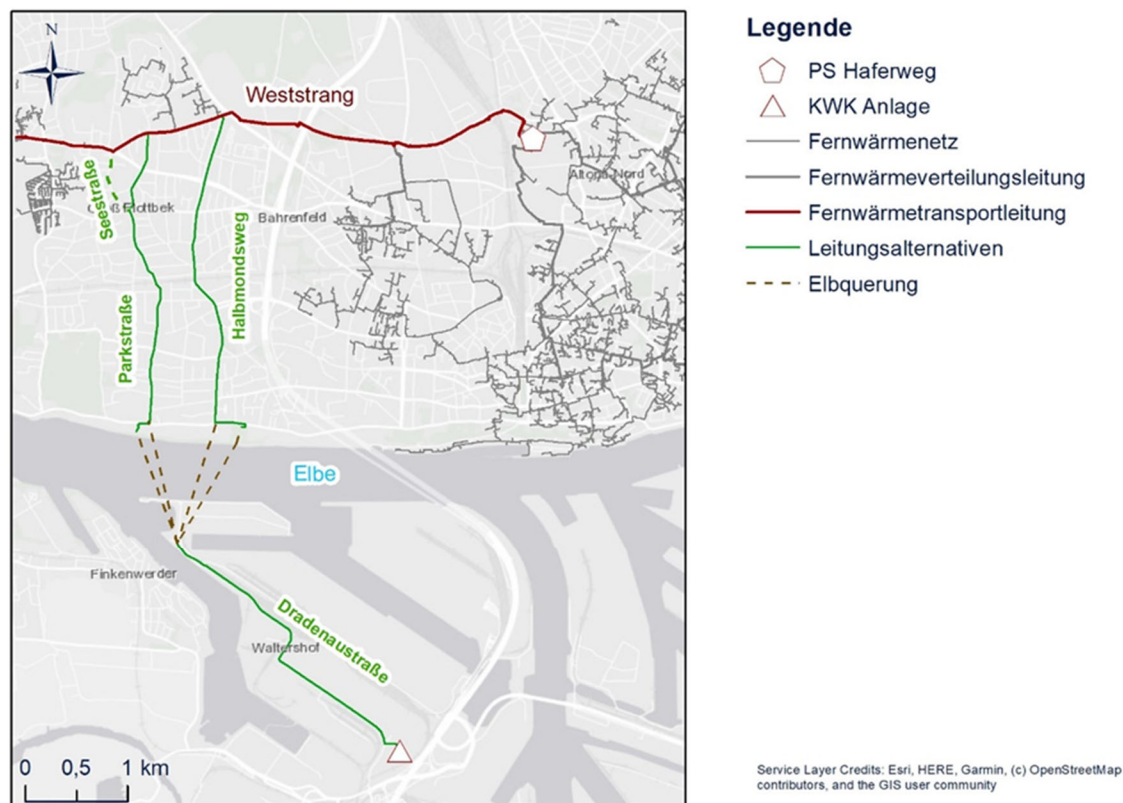 N
Weststrang
Seestraße
Groß Flottbek
Altona-Nord
Bahrenfeld
Halbmondsweg
Parkstraße
Elbe
Finkenwerder
Dradenaustraße
Waltershof
0 0,5 1 km
Legende
PS Haferweg
KWK Anlage
Fernwärmenetz
Fernwärmeverteilungsleitung
Fernwärmetransportleitung
Leitungsalternativen
Elbquerung
Service Layer Credits: Esri, HERE, Garmin, (c) OpenStreetMap
contributors, and the GIS user community